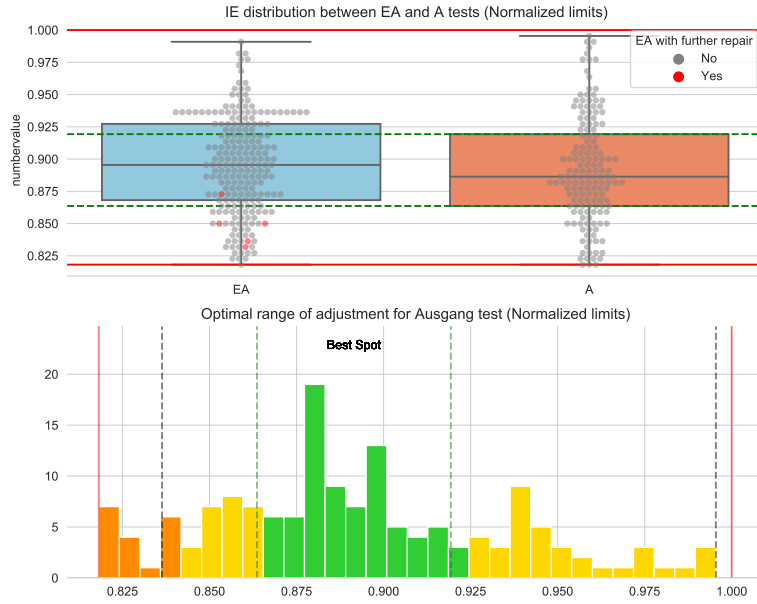 IE distribution between EA and A tests (Normalized limits)
1.000
0.975
0.950
0.925
0.900
0.875
0.850
0.825
numbervalue
EA with further repair
No
Yes
EA
A
Optimal range of adjustment for Ausgang test (Normalized limits)
Best Spot
20
15
10
5
0
0.825
0.850
0.875
0.900
0.925
0.950
0.975
1.000